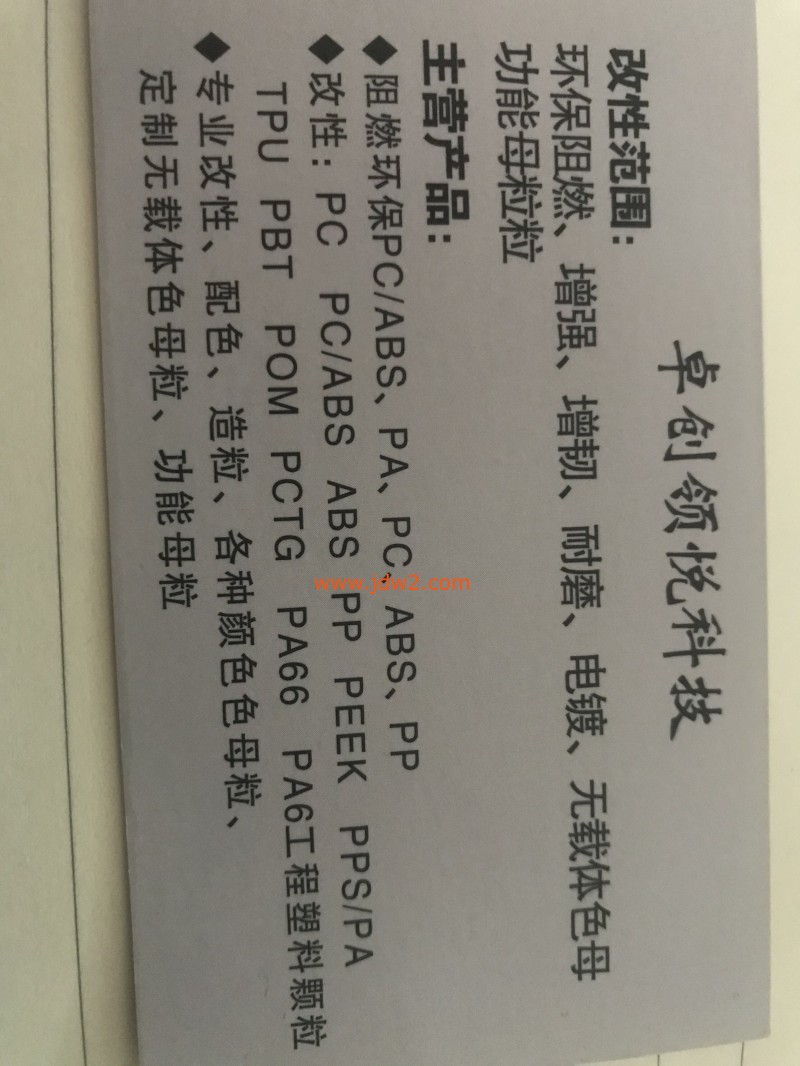 卓创领悦科技
改性范围：
环保阻燃、增强、增韧、耐磨、电镀、无载体色母
功能母粒粒
主营产品：
◆阻燃环保PC/ABS、PA、PC、ABS、PP
◆改性：PC PC/ABS ABS PP PEEK PPS/PA
TPU PBT POM PCTG PA66 PA6工程塑料颗粒
◆专业改性、配色、造粒、各种颜色色母粒、
定制无载体色母粒、功能母粒
www.jdw2.com